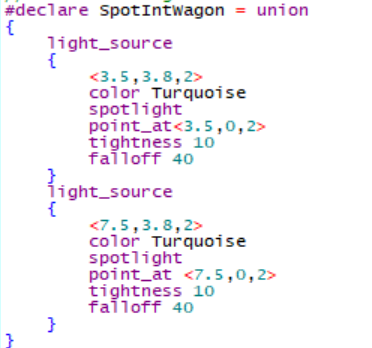 #declare SpotIntWagon = union
{
light_source
{
<3.5,3.8,2>
color Turquoise
spotlight
point_at<3.5,0,2>
tightness 10
falloff 40
}
light_source
{
<7.5,3.8,2>
color Turquoise
spotlight
point_at <7.5,0,2>
tightness 10
falloff 40
}
}